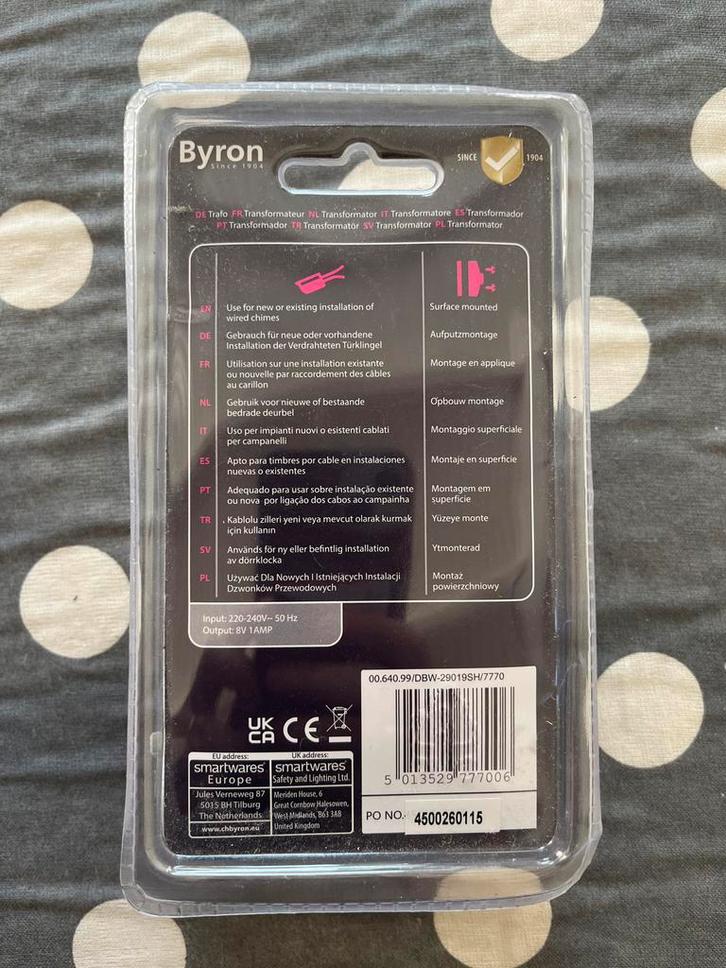 Byron
Since 1904
SINCE 1904
DE Trafo FR Transformateur NL Transformator IT Transformatore ES Transformador
PT Transformador TR Transformatör SV Transformator PL Transformator
EN Use for new or existing installation of
wired chimes
Surface mounted
DE Gebrauch für neue oder vorhandene
Installation der Verdrahteten Türklingel
Aufputzmontage
FR Utilisation sur une installation existante
ou nouvelle par raccordement des câbles
au carillon
Montage en applique
NL Gebruik voor nieuwe of bestaande
bedrade deurbel
Opbouw montage
IT Uso per impianti nuovi o esistenti cablati
per campanelli
Montaggio superficiale
ES Apto para timbres por cable en instalaciones
nuevas o existentes
Montaje en superficie
PT Adequado para usar sobre instalação existente
ou nova por ligação dos cabos ao campainha
Montagem em
superfície
TR Kablolu zilleri yeni veya mevcut olarak kurmak
için kullanın
Yüzeye monte
SV Används för ny eller befintlig installation
av dörrklocka
Ytmonterad
PL Używać Dla Nowych I Istniejących Instalacji
Dzwonków Przewodowych
Montaż
powierzchniowy
Input: 220-240V~ 50 Hz
Output: 8V 1AMP
00.640.99/DBW-29019SH/7770
5 013529 777006
PO NO. 4500260115
UK
CA CE
EU address:
smartwares
Europe
Jules Verneweg 87
5015 BH Tilburg
The Netherlands
www.chbyron.eu
UK address:
smartwares
Safety and Lighting Ltd.
Meriden House, 6
Great Cornbow Halesowen,
West Midlands, B63 3AB
United Kingdom